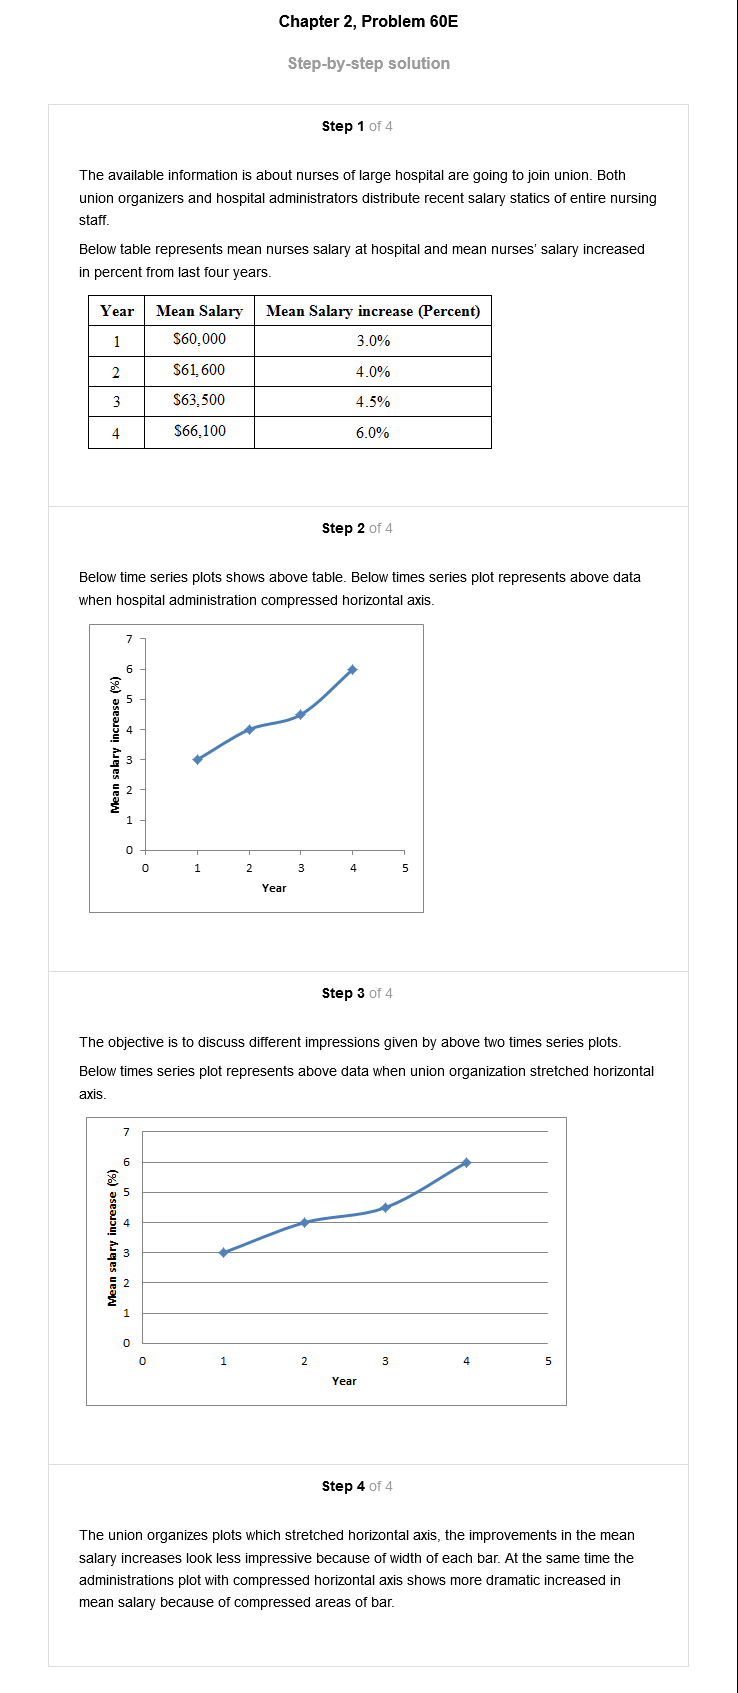 Chapter 2, Problem 60E
Step-by-step solution
Step 1 of 4
The available information is about nurses of large hospital are going to join union. Both
union organizers and hospital administrators distribute recent salary statics of entire nursing
staff.
Below table represents mean nurses salary at hospital and mean nurses' salary increased
in percent from last four years.
Year Mean Salary Mean Salary increase (Percent)
1 $60,000 3.0%
2 $61,600 4.0%
3 $63,500 4.5%
4 $66,100 6.0%
Step 2 of 4
Below time series plots shows above table. Below times series plot represents above data
when hospital administration compressed horizontal axis.
7
6
5
4
3
2
1
0
Mean salary increase (%)
0 1 2 3 4 5
Year
Step 3 of 4
The objective is to discuss different impressions given by above two times series plots.
Below times series plot represents above data when union organization stretched horizontal
axis.
7
6
5
4
3
2
1
0
Mean salary increase (%)
0 1 2 3 4 5
Year
Step 4 of 4
The union organizes plots which stretched horizontal axis, the improvements in the mean
salary increases look less impressive because of width of each bar. At the same time the
administrations plot with compressed horizontal axis shows more dramatic increased in
mean salary because of compressed areas of bar.